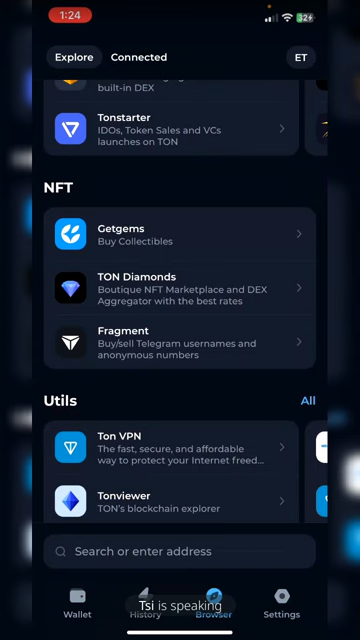 1:24
32
Explore
Connected
ET
built-in DEX
Tonstarter
IDOs, Token Sales and VCs
launches on TON
NFT
Getgems
Buy Collectibles
TON Diamonds
Boutique NFT Marketplace and DEX
Aggregator with the best rates
Fragment
Buy/sell Telegram usernames and
anonymous numbers
Utils
All
Ton VPN
The fast, secure, and affordable
way to protect your Internet freed...
Tonviewer
TON's blockchain explorer
Search or enter address
Tsi is speaking
Wallet
History
Browser
Settings